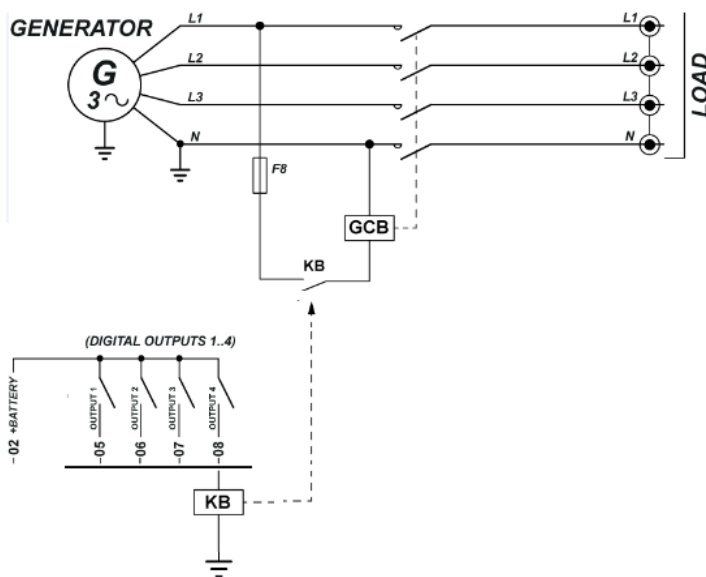 GENERATOR
L1
L1
L2
L2
L3
L3
N
N
G
3
LOAD
F8
GCB
KB
(DIGITAL OUTPUTS 1..4)
-02 +BATTERY
OUTPUT 1
OUTPUT 2
OUTPUT 3
OUTPUT 4
-05
-06
-07
-08
KB